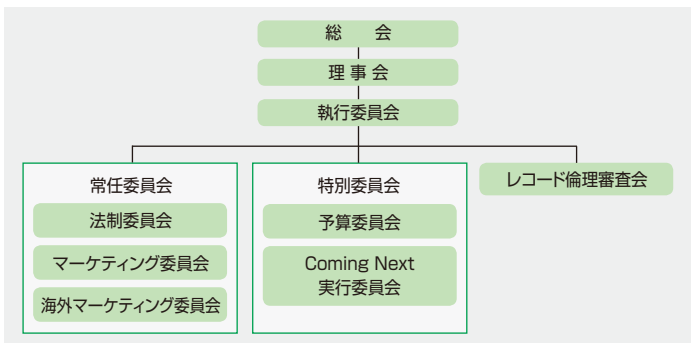 総　会
理 事 会
執行委員会
常任委員会
法制委員会
マーケティング委員会
海外マーケティング委員会
特別委員会
予算委員会
Coming Next
実行委員会
レコード倫理審査会